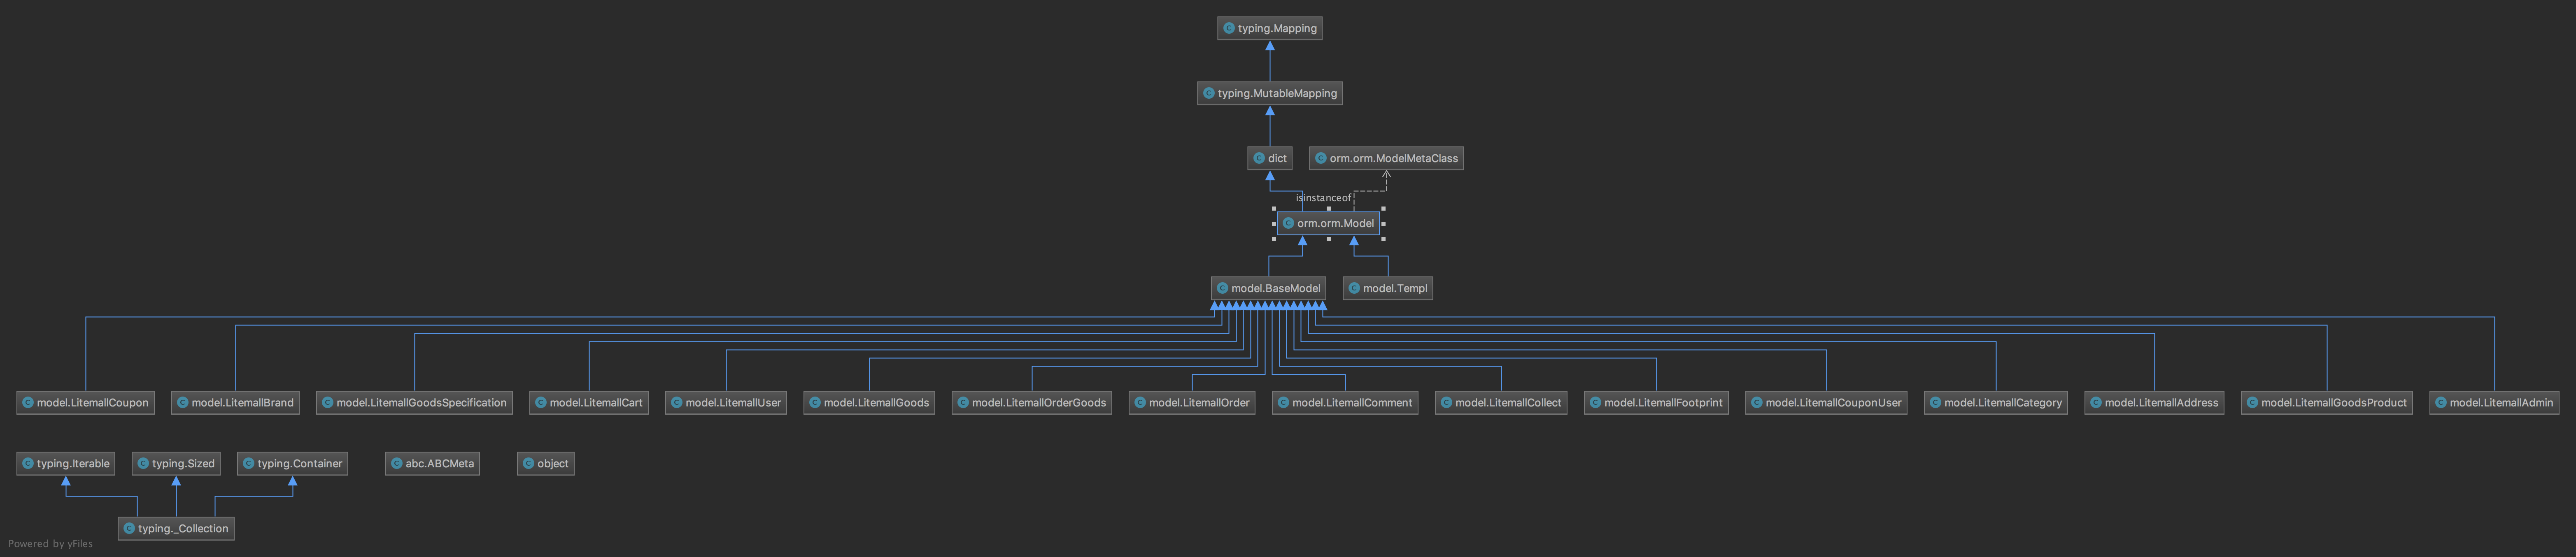 typing.Mapping
typing.MutableMapping
dict
orm.orm.ModelMetaClass
isinstanceof
orm.orm.Model
model.BaseModel
model.Templ
model.LitemallCoupon
model.LitemallBrand
model.LitemallGoodsSpecification
model.LitemallCart
model.LitemallUser
model.LitemallGoods
model.LitemallOrderGoods
model.LitemallOrder
model.LitemallComment
model.LitemallCollect
model.LitemallFootprint
model.LitemallCouponUser
model.LitemallCategory
model.LitemallAddress
model.LitemallGoodsProduct
model.LitemallAdmin
typing.Iterable
typing.Sized
typing.Container
abc.ABCMeta
object
typing._Collection
Powered by yFiles